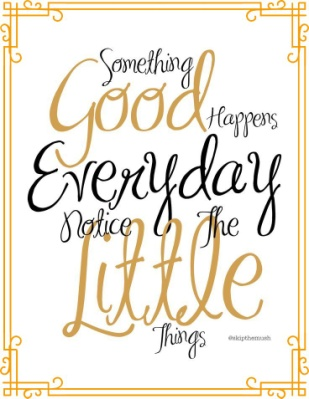 Something
Good
Happens
Everyday
Notice The
Little
Things